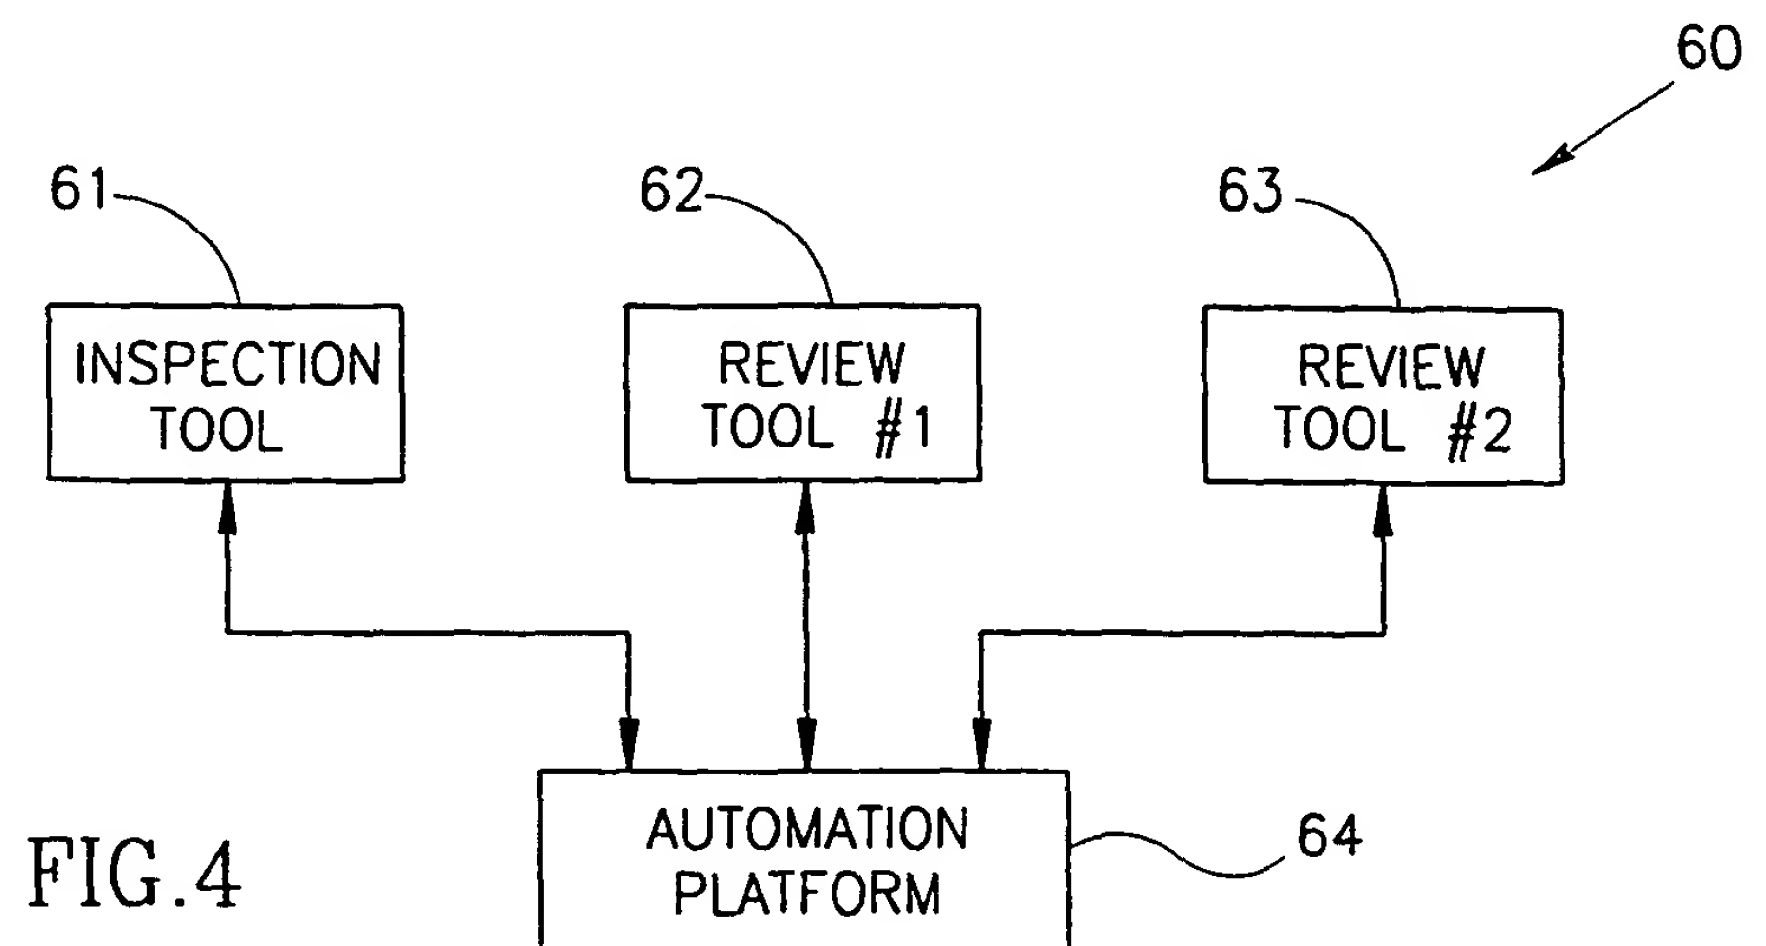 60
61
62
63
INSPECTION
TOOL
REVIEW
TOOL #1
REVIEW
TOOL #2
AUTOMATION
PLATFORM
64
FIG.4